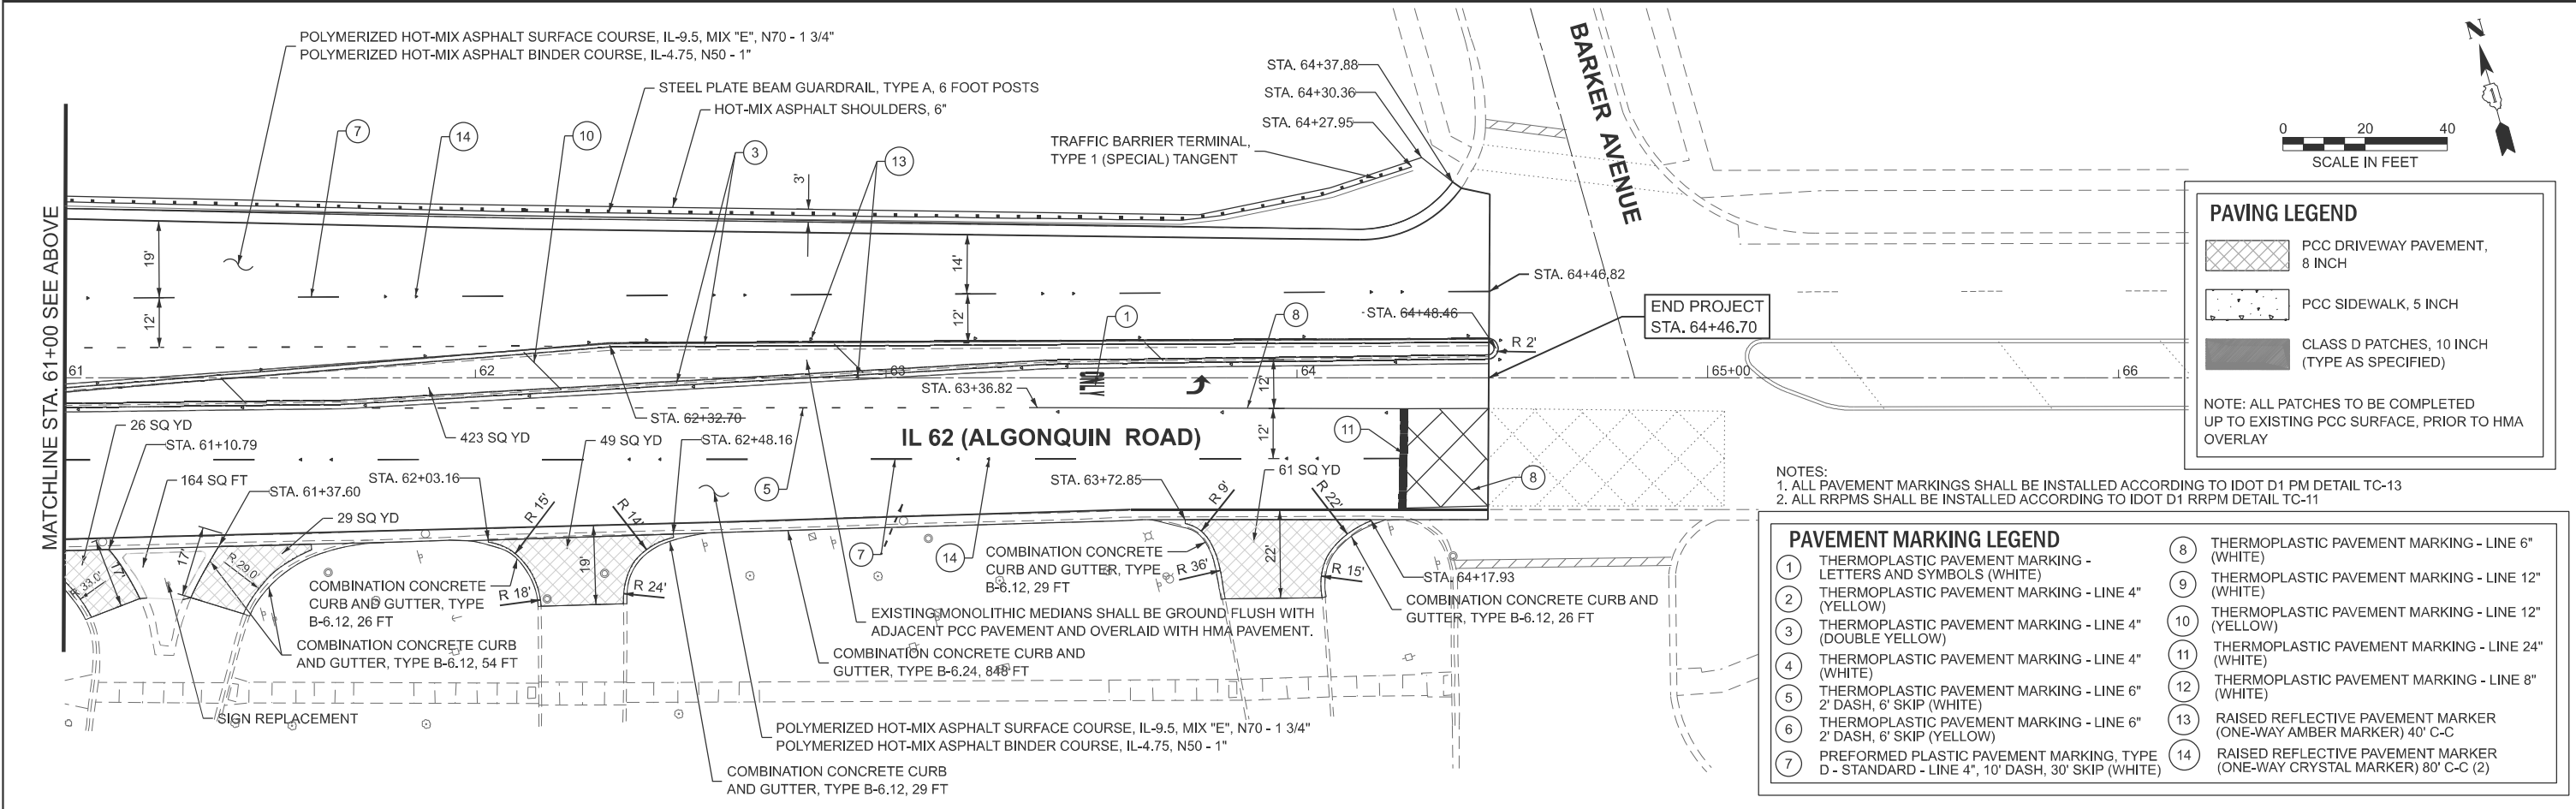 POLYMERIZED HOT-MIX ASPHALT SURFACE COURSE, IL-9.5, MIX "E", N70 - 1 3/4"
POLYMERIZED HOT-MIX ASPHALT BINDER COURSE, IL-4.75, N50 - 1"
STEEL PLATE BEAM GUARDRAIL, TYPE A, 6 FOOT POSTS
HOT-MIX ASPHALT SHOULDERS, 6"
7
14
10
3
13
3'
TRAFFIC BARRIER TERMINAL,
TYPE 1 (SPECIAL) TANGENT
STA. 64+37.88
STA. 64+30.36
STA. 64+27.95
BARKER AVENUE
N
0 20 40
SCALE IN FEET
MATCHLINE STA. 61+00 SEE ABOVE
19'
12'
14'
12'
1
8
STA. 64+46.82
STA. 64+48.46
END PROJECT
STA. 64+46.70
R 2'
61
62
63
64
65+00
66
ONLY
12'
12'
STA. 63+36.82
STA. 62+32.70
423 SQ YD
26 SQ YD
STA. 61+10.79
164 SQ FT
STA. 61+37.60
29 SQ YD
STA. 62+03.16
49 SQ YD
STA. 62+48.16
IL 62 (ALGONQUIN ROAD)
5
11
8
61 SQ YD
STA. 63+72.85
R 9'
R 22'
22'
R 36'
R 15'
STA. 64+17.93
R 15'
R 14'
19'
R 18'
R 24'
17'
17'
R 33.0'
R 29.0'
7
14
COMBINATION CONCRETE
CURB AND GUTTER, TYPE
B-6.12, 26 FT
COMBINATION CONCRETE CURB
AND GUTTER, TYPE B-6.12, 54 FT
SIGN REPLACEMENT
COMBINATION CONCRETE
CURB AND GUTTER, TYPE
B-6.12, 29 FT
EXISTING MONOLITHIC MEDIANS SHALL BE GROUND FLUSH WITH
ADJACENT PCC PAVEMENT AND OVERLAID WITH HMA PAVEMENT.
COMBINATION CONCRETE CURB AND
GUTTER, TYPE B-6.24, 848 FT
COMBINATION CONCRETE CURB AND
GUTTER, TYPE B-6.12, 26 FT
POLYMERIZED HOT-MIX ASPHALT SURFACE COURSE, IL-9.5, MIX "E", N70 - 1 3/4"
POLYMERIZED HOT-MIX ASPHALT BINDER COURSE, IL-4.75, N50 - 1"
COMBINATION CONCRETE CURB
AND GUTTER, TYPE B-6.12, 29 FT
PAVING LEGEND
PCC DRIVEWAY PAVEMENT,
8 INCH
PCC SIDEWALK, 5 INCH
CLASS D PATCHES, 10 INCH
(TYPE AS SPECIFIED)
NOTE: ALL PATCHES TO BE COMPLETED
UP TO EXISTING PCC SURFACE, PRIOR TO HMA
OVERLAY
NOTES:
1. ALL PAVEMENT MARKINGS SHALL BE INSTALLED ACCORDING TO IDOT D1 PM DETAIL TC-13
2. ALL RRPMS SHALL BE INSTALLED ACCORDING TO IDOT D1 RRPM DETAIL TC-11
PAVEMENT MARKING LEGEND
1 THERMOPLASTIC PAVEMENT MARKING -
LETTERS AND SYMBOLS (WHITE)
2 THERMOPLASTIC PAVEMENT MARKING - LINE 4"
(YELLOW)
3 THERMOPLASTIC PAVEMENT MARKING - LINE 4"
(DOUBLE YELLOW)
4 THERMOPLASTIC PAVEMENT MARKING - LINE 4"
(WHITE)
5 THERMOPLASTIC PAVEMENT MARKING - LINE 6"
2' DASH, 6' SKIP (WHITE)
6 THERMOPLASTIC PAVEMENT MARKING - LINE 6"
2' DASH, 6' SKIP (YELLOW)
7 PREFORMED PLASTIC PAVEMENT MARKING, TYPE
D - STANDARD - LINE 4", 10' DASH, 30' SKIP (WHITE)
8 THERMOPLASTIC PAVEMENT MARKING - LINE 6"
(WHITE)
9 THERMOPLASTIC PAVEMENT MARKING - LINE 12"
(WHITE)
10 THERMOPLASTIC PAVEMENT MARKING - LINE 12"
(YELLOW)
11 THERMOPLASTIC PAVEMENT MARKING - LINE 24"
(WHITE)
12 THERMOPLASTIC PAVEMENT MARKING - LINE 8"
(WHITE)
13 RAISED REFLECTIVE PAVEMENT MARKER
(ONE-WAY AMBER MARKER) 40' C-C
14 RAISED REFLECTIVE PAVEMENT MARKER
(ONE-WAY CRYSTAL MARKER) 80' C-C (2)